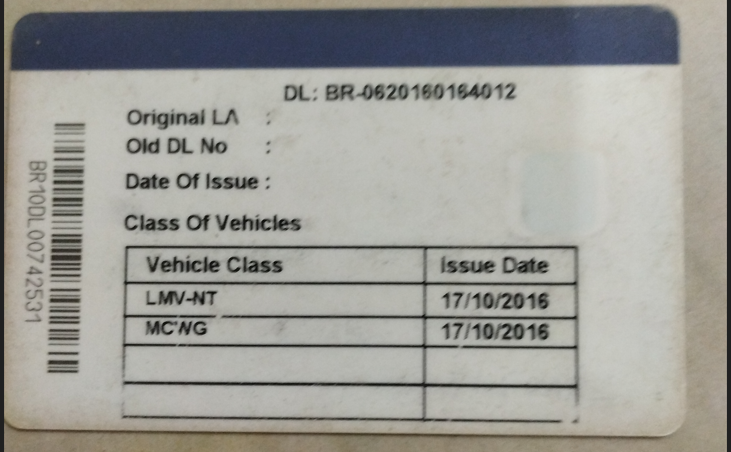 DL: BR-0620160164012
Original LA :
Old DL No :
Date Of Issue :
Class Of Vehicles
Vehicle Class Issue Date
LMV-NT 17/10/2016
MCWG 17/10/2016
BR10DL00742531